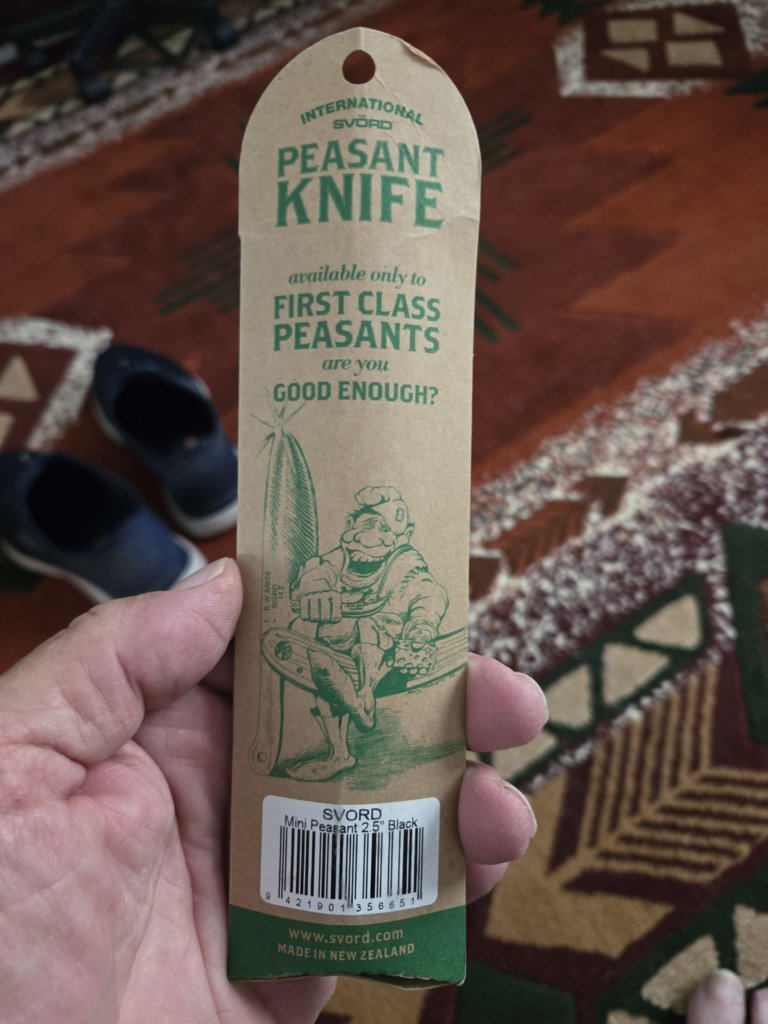 INTERNATIONAL
SVÖRD™
PEASANT
KNIFE
available only to
FIRST CLASS
PEASANTS
are you
GOOD ENOUGH?
SVORD
Mini Peasant 2.5" Black
9 421901 356651
www.svord.com
MADE IN NEW ZEALAND